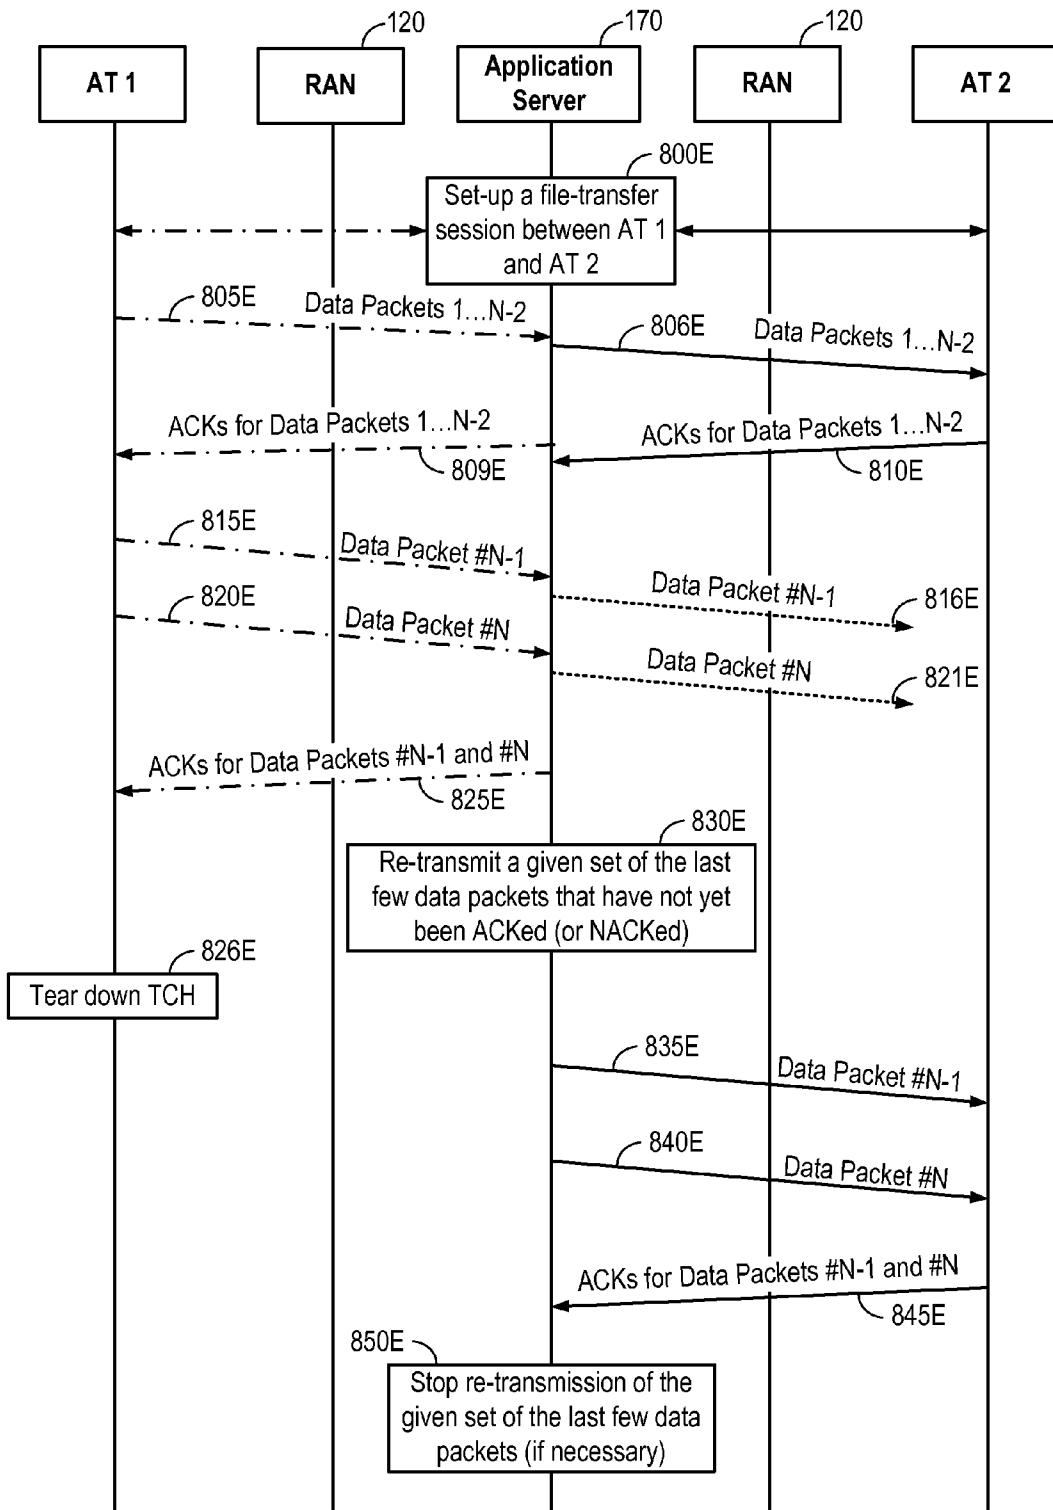 120
170
120
AT 1
RAN
Application
Server
RAN
AT 2
800E
Set-up a file-transfer
session between AT 1
and AT 2
805E
Data Packets 1...N-2
806E
Data Packets 1...N-2
ACKs for Data Packets 1...N-2
809E
ACKs for Data Packets 1...N-2
810E
815E
Data Packet #N-1
Data Packet #N-1
816E
820E
Data Packet #N
Data Packet #N
821E
ACKs for Data Packets #N-1 and #N
825E
830E
Re-transmit a given set of the last
few data packets that have not yet
been ACKed (or NACKed)
826E
Tear down TCH
835E
Data Packet #N-1
840E
Data Packet #N
ACKs for Data Packets #N-1 and #N
845E
850E
Stop re-transmission of the
given set of the last few data
packets (if necessary)